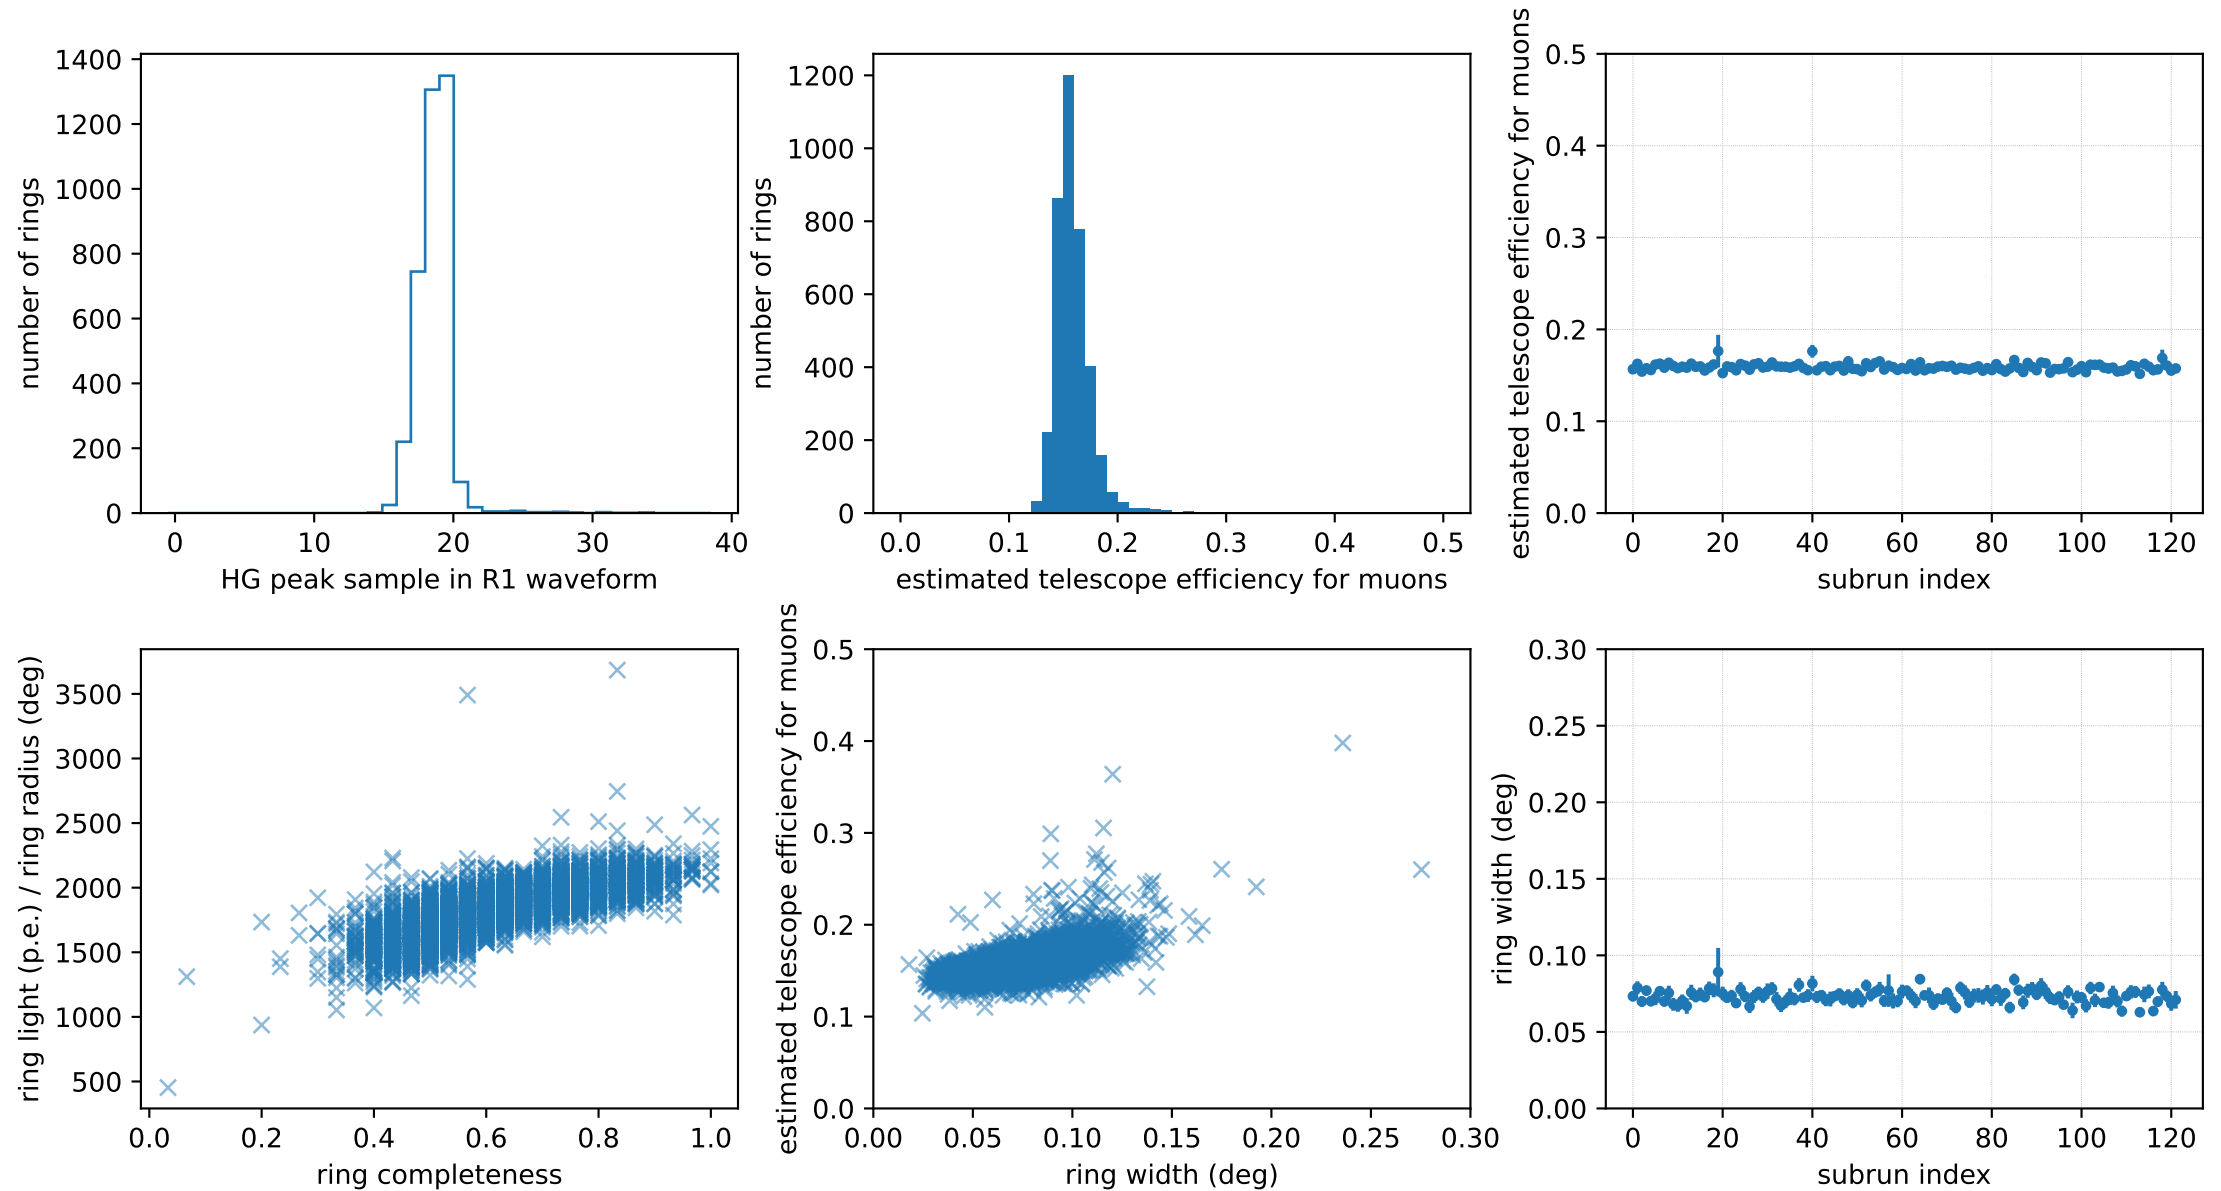 1400
1200
1000
800
600
400
200
0
number of rings
0 10 20 30 40
HG peak sample in R1 waveform
1200
1000
800
600
400
200
0
number of rings
0.0 0.1 0.2 0.3 0.4 0.5
estimated telescope efficiency for muons
0.5
0.4
0.3
0.2
0.1
0.0
estimated telescope efficiency for muons
0 20 40 60 80 100 120
subrun index
3500
3000
2500
2000
1500
1000
500
ring light (p.e.) / ring radius (deg)
0.0 0.2 0.4 0.6 0.8 1.0
ring completeness
0.5
0.4
0.3
0.2
0.1
0.0
estimated telescope efficiency for muons
0.00 0.05 0.10 0.15 0.20 0.25 0.30
ring width (deg)
0.30
0.25
0.20
0.15
0.10
0.05
0.00
ring width (deg)
0 20 40 60 80 100 120
subrun index